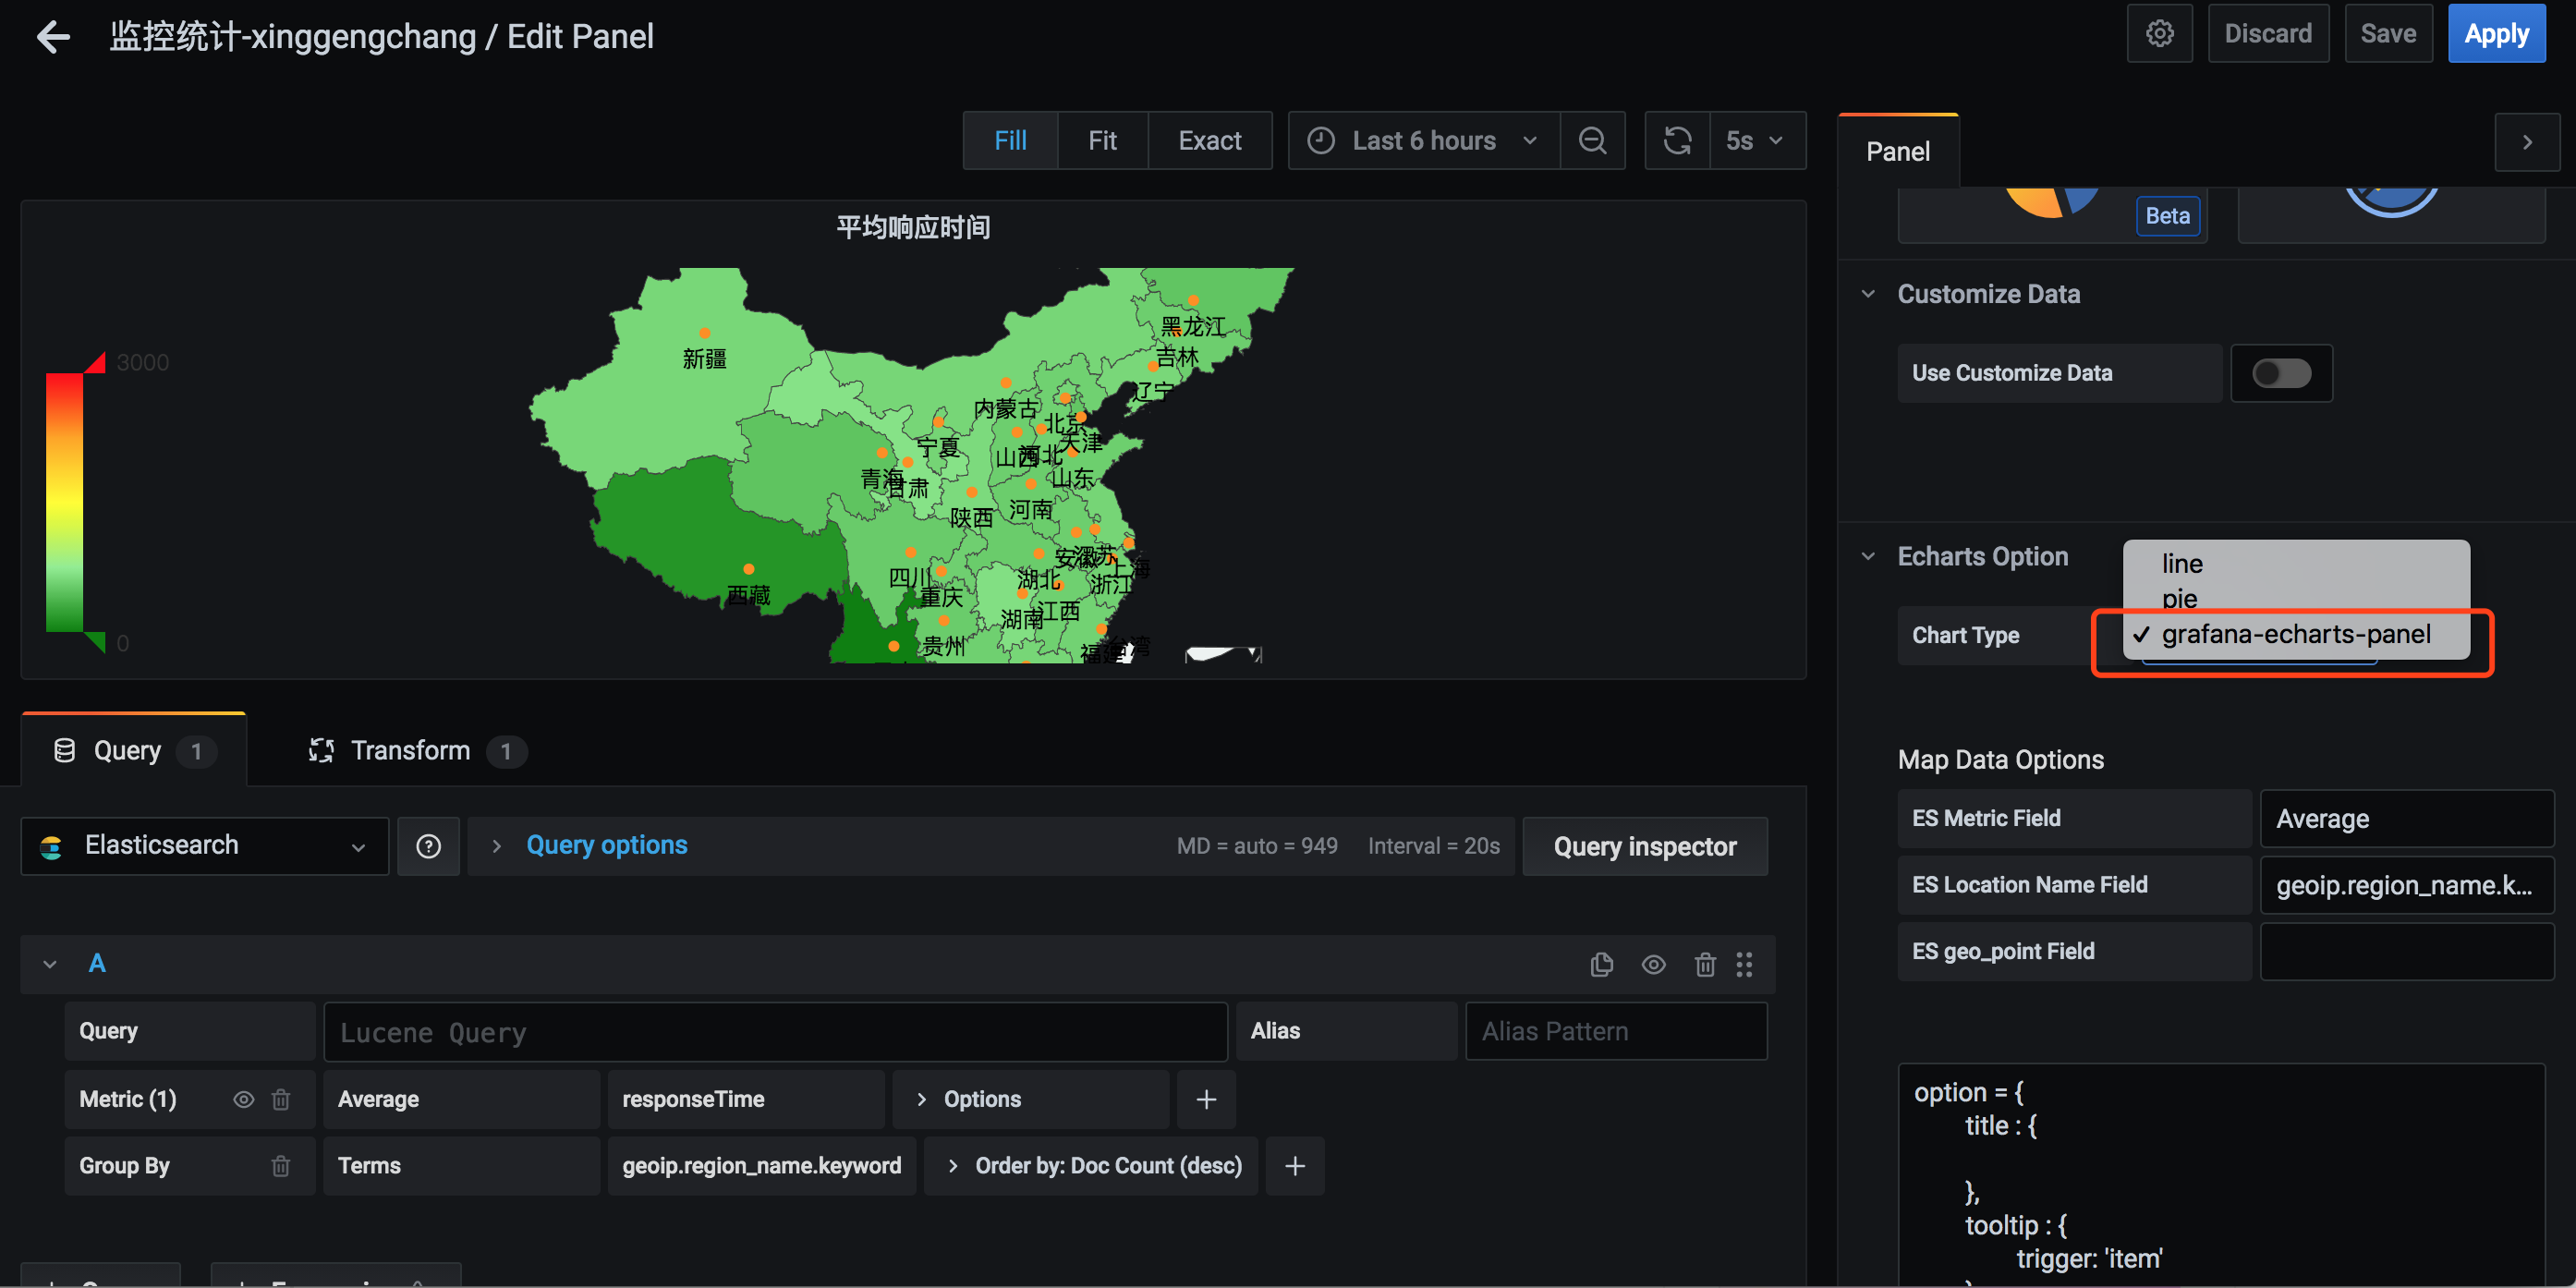 监控统计-xinggengchang / Edit Panel
Discard
Save
Apply
Fill
Fit
Exact
Last 6 hours
5s
Panel
Beta
平均响应时间
3000
0
黑龙江
吉林
辽宁
新疆
内蒙古
北京
天津
宁夏
山西
河北
山东
青海
甘肃
河南
陕西
安徽
江苏
上海
四川
湖北
浙江
西藏
重庆
湖南
江西
贵州
福建
台湾
Customize Data
Use Customize Data
Echarts Option
line
pie
Chart Type
✓ grafana-echarts-panel
Map Data Options
ES Metric Field
Average
ES Location Name Field
geoip.region_name.k...
ES geo_point Field
option = {
title : {
},
tooltip : {
trigger: 'item'
Query 1
Transform 1
Elasticsearch
Query options
MD = auto = 949
Interval = 20s
Query inspector
A
Query
Lucene Query
Alias
Alias Pattern
Metric (1)
Average
responseTime
Options
Group By
Terms
geoip.region_name.keyword
Order by: Doc Count (desc)